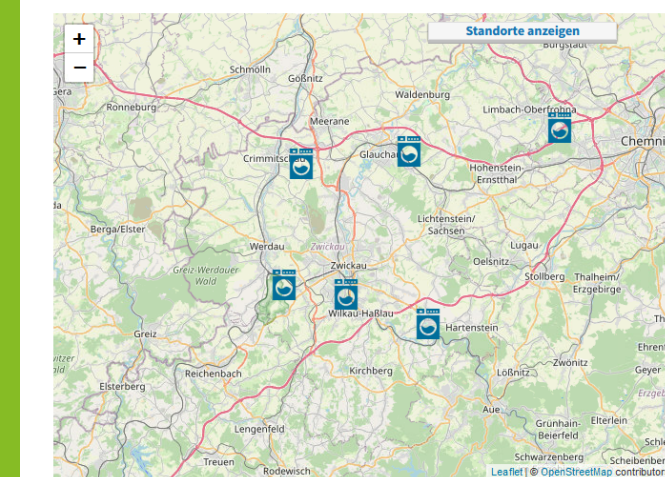 +
−
Standorte anzeigen
Burgstädt
Schmölln
Gößnitz
Gera
Ronneburg
Waldenburg
Limbach-Oberfrohna
Meerane
Crimmitschau
Glauchau
Hohenstein-
Ernstthal
Berga/Elster
Lichtenstein/
Sachsen
Werdau
Zwickau
Lugau
Greiz-Werdauer
Wald
Zwickau
Oelsnitz
Stollberg
Thalheim/
Erzgebirge
Wilkau-Haßlau
Hartenstein
Greiz
Reichenbach
Kirchberg
Lößnitz
Zwönitz
Geyer
Elsterberg
Aue
Grünhain-
Beierfeld
Elterlein
Lengenfeld
Treuen
Rodewisch
Schwarzenberg
Leaflet | © OpenStreetMap contributor